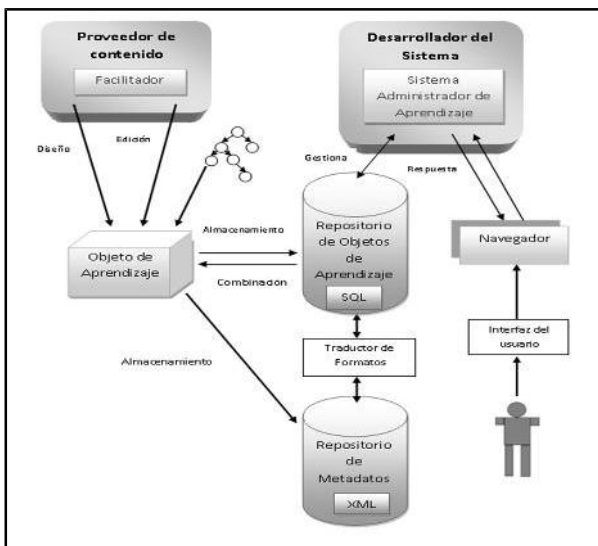 Proveedor de
contenido
Facilitador
Desarrollador del
Sistema
Sistema
Administrador de
Aprendizaje
Diseño
Edición
Gestiona
Respuesta
Objeto de
Aprendizaje
Almacenamiento
Combinación
Repositorio
de Objetos
de
Aprendizaje
SQL
Navegador
Traductor de
Formatos
Interfaz del
usuario
Almacenamiento
Repositorio
de
Metadatos
XML